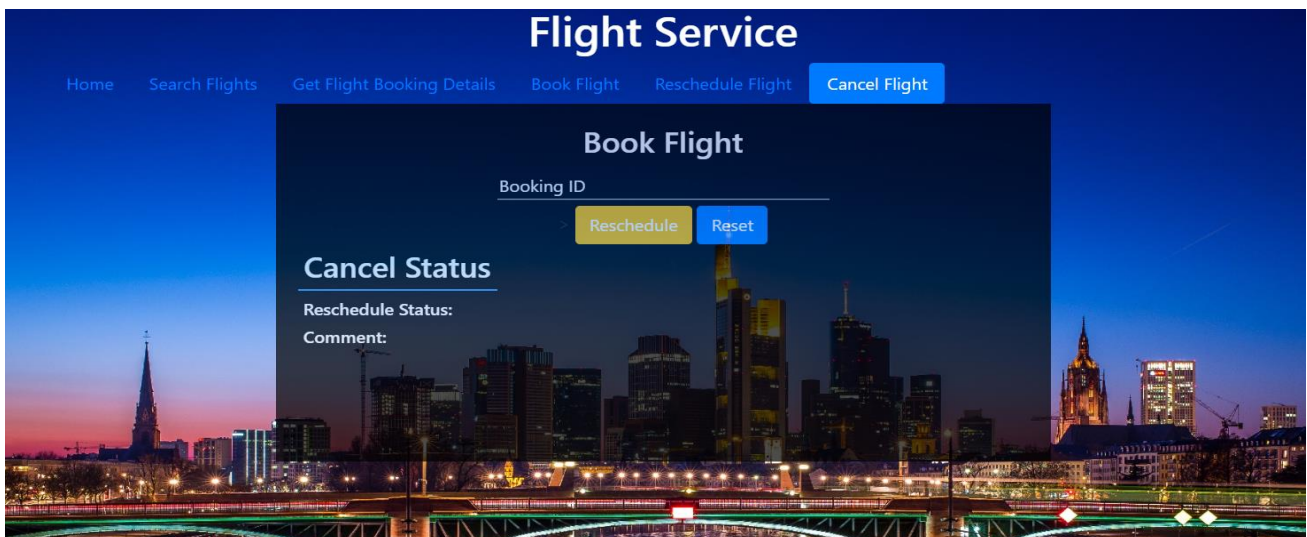 Flight Service
Home Search Flights Get Flight Booking Details Book Flight Reschedule Flight Cancel Flight
Book Flight
Booking ID
> Reschedule Reset
Cancel Status
Reschedule Status:
Comment: